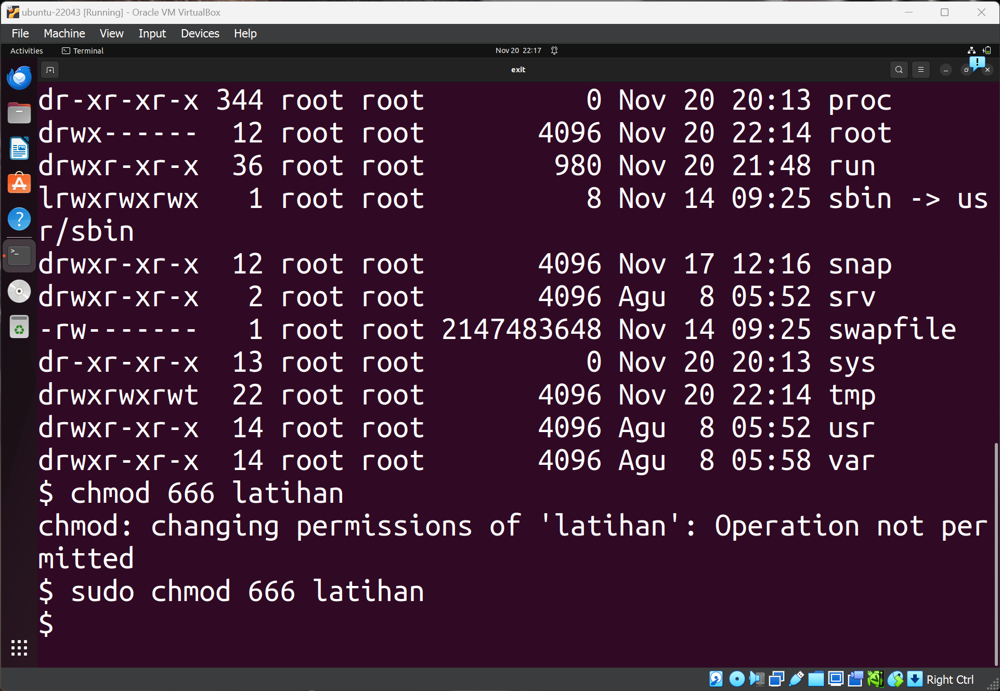 ubuntu-22043 [Running] - Oracle VM VirtualBox
File Machine View Input Devices Help
Activities Terminal Nov 20 22:17
exit
dr-xr-xr-x 344 root root 0 Nov 20 20:13 proc
drwx------ 12 root root 4096 Nov 20 22:14 root
drwxr-xr-x 36 root root 980 Nov 20 21:48 run
lrwxrwxrwx 1 root root 8 Nov 14 09:25 sbin -> us
r/sbin
drwxr-xr-x 12 root root 4096 Nov 17 12:16 snap
drwxr-xr-x 2 root root 4096 Agu 8 05:52 srv
-rw------- 1 root root 2147483648 Nov 14 09:25 swapfile
dr-xr-xr-x 13 root root 0 Nov 20 20:13 sys
drwxrwxrwt 22 root root 4096 Nov 20 22:14 tmp
drwxr-xr-x 14 root root 4096 Agu 8 05:52 usr
drwxr-xr-x 14 root root 4096 Agu 8 05:58 var
$ chmod 666 latihan
chmod: changing permissions of 'latihan': Operation not per
mitted
$ sudo chmod 666 latihan
$
Right Ctrl